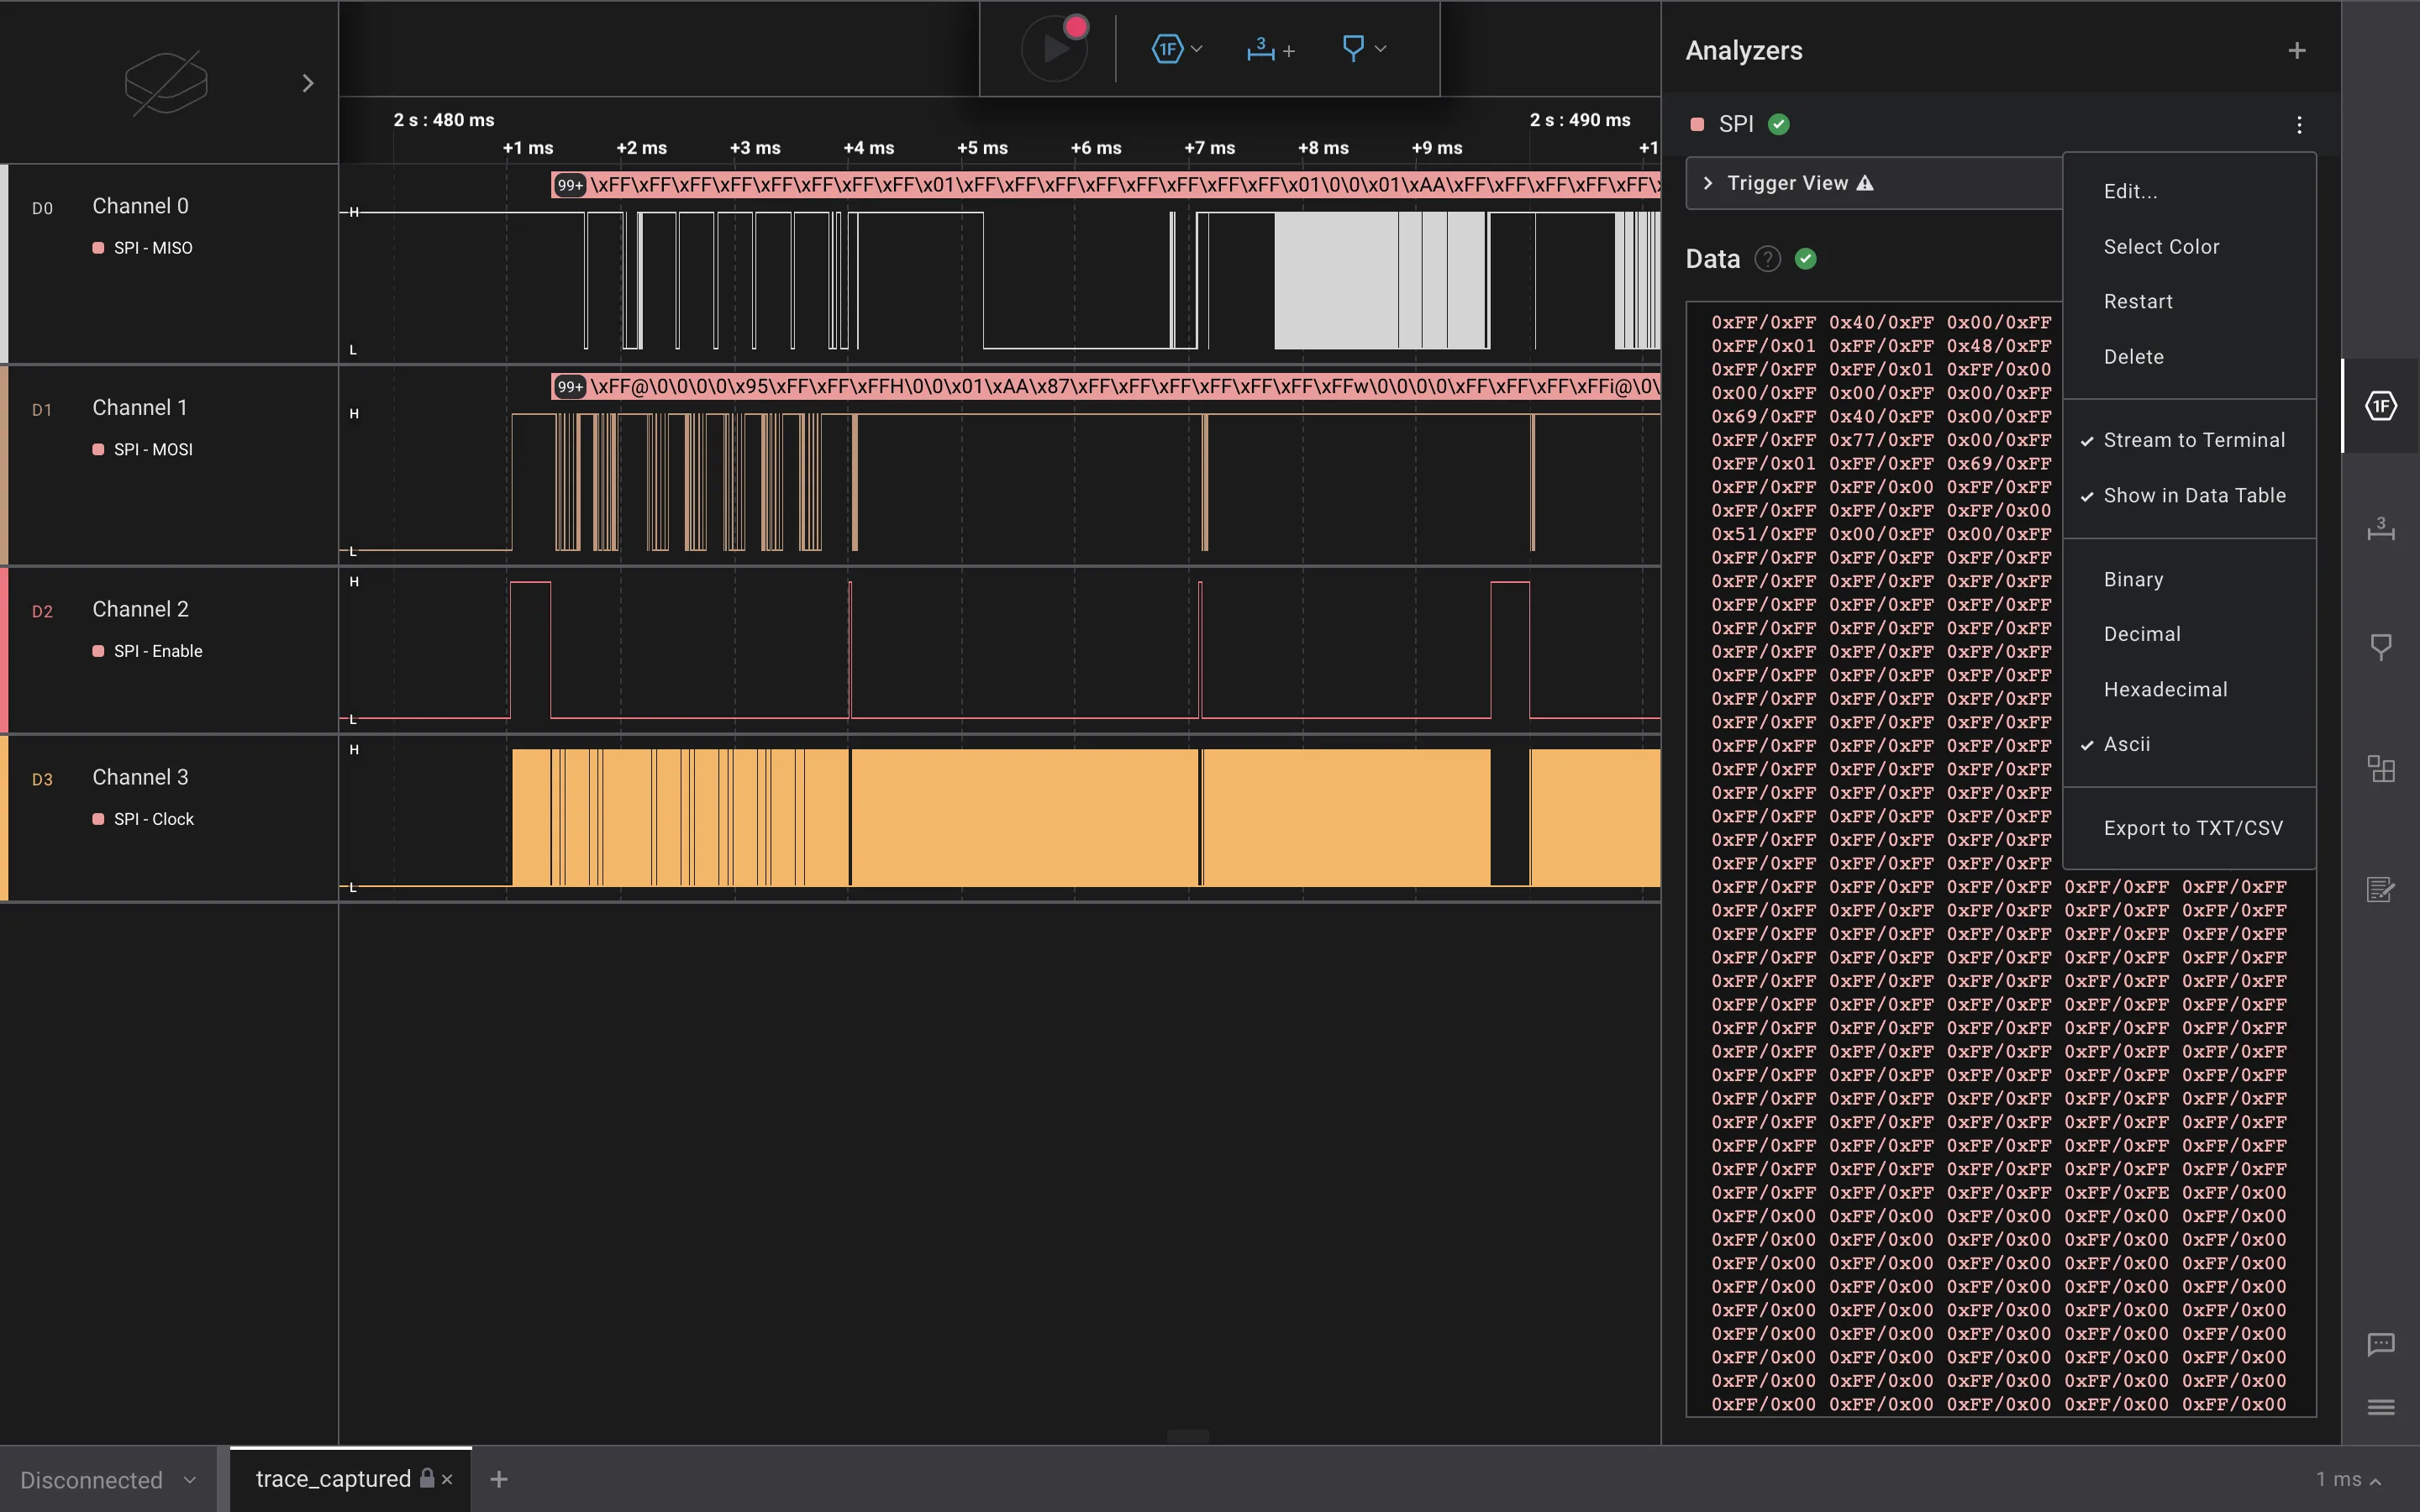 1F
3 +
2 s : 480 ms
2 s : 490 ms
+1 ms +2 ms +3 ms +4 ms +5 ms +6 ms +7 ms +8 ms +9 ms +1
D0 Channel 0
SPI - MISO
H
L
99+ \xFF\xFF\xFF\xFF\xFF\xFF\xFF\xFF\x01\xFF\xFF\xFF\xFF\xFF\xFF\xFF\xFF\x01\0\0\x01\xAA\xFF\xFF\xFF\xFF\xFF\x
D1 Channel 1
SPI - MOSI
H
L
99+ \xFF@\0\0\0\0\x95\xFF\xFF\xFFH\0\0\x01\xAA\x87\xFF\xFF\xFF\xFF\xFF\xFF\xFFw\0\0\0\0\xFF\xFF\xFF\xFFi@\0\
D2 Channel 2
SPI - Enable
H
L
D3 Channel 3
SPI - Clock
H
L
Analyzers +
SPI
Trigger View
Data ?
0xFF/0xFF 0x40/0xFF 0x00/0xFF
0xFF/0x01 0xFF/0xFF 0x48/0xFF
0xFF/0xFF 0xFF/0x01 0xFF/0x00
0x00/0xFF 0x00/0xFF 0x00/0xFF
0x69/0xFF 0x40/0xFF 0x00/0xFF
0xFF/0xFF 0x77/0xFF 0x00/0xFF
0xFF/0x01 0xFF/0xFF 0x69/0xFF
0xFF/0xFF 0xFF/0x00 0xFF/0xFF
0xFF/0xFF 0xFF/0xFF 0xFF/0x00
0x51/0xFF 0x00/0xFF 0x00/0xFF
0xFF/0xFF 0xFF/0xFF 0xFF/0xFF
0xFF/0xFF 0xFF/0xFF 0xFF/0xFF
0xFF/0xFF 0xFF/0xFF 0xFF/0xFF
0xFF/0xFF 0xFF/0xFF 0xFF/0xFF
0xFF/0xFF 0xFF/0xFF 0xFF/0xFF
0xFF/0xFF 0xFF/0xFF 0xFF/0xFF
0xFF/0xFF 0xFF/0xFF 0xFF/0xFF
0xFF/0xFF 0xFF/0xFF 0xFF/0xFF
0xFF/0xFF 0xFF/0xFF 0xFF/0xFF
0xFF/0xFF 0xFF/0xFF 0xFF/0xFF
0xFF/0xFF 0xFF/0xFF 0xFF/0xFF
0xFF/0xFF 0xFF/0xFF 0xFF/0xFF
0xFF/0xFF 0xFF/0xFF 0xFF/0xFF
0xFF/0xFF 0xFF/0xFF 0xFF/0xFF
0xFF/0xFF 0xFF/0xFF 0xFF/0xFF 0xFF/0xFF 0xFF/0xFF
0xFF/0xFF 0xFF/0xFF 0xFF/0xFF 0xFF/0xFF 0xFF/0xFF
0xFF/0xFF 0xFF/0xFF 0xFF/0xFF 0xFF/0xFF 0xFF/0xFF
0xFF/0xFF 0xFF/0xFF 0xFF/0xFF 0xFF/0xFF 0xFF/0xFF
0xFF/0xFF 0xFF/0xFF 0xFF/0xFF 0xFF/0xFF 0xFF/0xFF
0xFF/0xFF 0xFF/0xFF 0xFF/0xFF 0xFF/0xFF 0xFF/0xFF
0xFF/0xFF 0xFF/0xFF 0xFF/0xFF 0xFF/0xFF 0xFF/0xFF
0xFF/0xFF 0xFF/0xFF 0xFF/0xFF 0xFF/0xFF 0xFF/0xFF
0xFF/0xFF 0xFF/0xFF 0xFF/0xFF 0xFF/0xFF 0xFF/0xFF
0xFF/0xFF 0xFF/0xFF 0xFF/0xFF 0xFF/0xFF 0xFF/0xFF
0xFF/0xFF 0xFF/0xFF 0xFF/0xFF 0xFF/0xFF 0xFF/0xFF
0xFF/0xFF 0xFF/0xFF 0xFF/0xFF 0xFF/0xFF 0xFF/0xFF
0xFF/0xFF 0xFF/0xFF 0xFF/0xFF 0xFF/0xFF 0xFF/0xFF
0xFF/0xFF 0xFF/0xFF 0xFF/0xFF 0xFF/0xFE 0xFF/0x00
0xFF/0x00 0xFF/0x00 0xFF/0x00 0xFF/0x00 0xFF/0x00
0xFF/0x00 0xFF/0x00 0xFF/0x00 0xFF/0x00 0xFF/0x00
0xFF/0x00 0xFF/0x00 0xFF/0x00 0xFF/0x00 0xFF/0x00
0xFF/0x00 0xFF/0x00 0xFF/0x00 0xFF/0x00 0xFF/0x00
0xFF/0x00 0xFF/0x00 0xFF/0x00 0xFF/0x00 0xFF/0x00
0xFF/0x00 0xFF/0x00 0xFF/0x00 0xFF/0x00 0xFF/0x00
0xFF/0x00 0xFF/0x00 0xFF/0x00 0xFF/0x00 0xFF/0x00
0xFF/0x00 0xFF/0x00 0xFF/0x00 0xFF/0x00 0xFF/0x00
0xFF/0x00 0xFF/0x00 0xFF/0x00 0xFF/0x00 0xFF/0x00
Edit...
Select Color
Restart
Delete
Stream to Terminal
Show in Data Table
Binary
Decimal
Hexadecimal
Ascii
Export to TXT/CSV
1F
3
Disconnected
trace_captured
+
1 ms